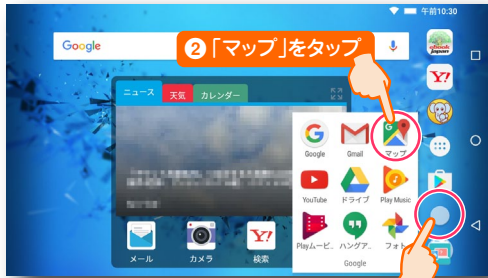 午前10:30
Google
❷「マップ」をタップ
ebook
japan
Y!
ニュース
天気
カレンダー
Google
Gmail
マップ
YouTube
ドライブ
Play Music
Playムービ..
ハングア..
フォト
Google
メール
カメラ
Y!
検索